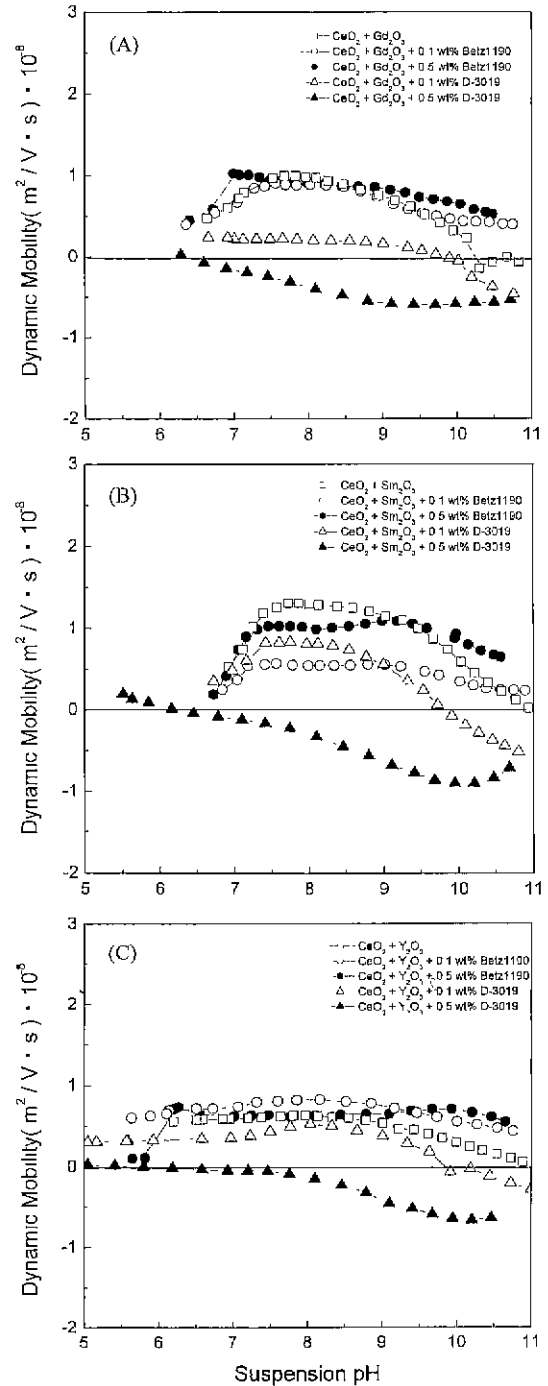 (A)
CeO₂ + Gd₂O₃
CeO₂ + Gd₂O₃ + 0.1 wt% Betz1190
CeO₂ + Gd₂O₃ + 0.5 wt% Betz1190
CeO₂ + Gd₂O₃ + 0.1 wt% D-3019
CeO₂ + Gd₂O₃ + 0.5 wt% D-3019
Dynamic Mobility( m² / V · s) · 10⁻⁸
3
2
1
0
-1
-2
5 6 7 8 9 10 11
(B)
CeO₂ + Sm₂O₃
CeO₂ + Sm₂O₃ + 0.1 wt% Betz1190
CeO₂ + Sm₂O₃ + 0.5 wt% Betz1190
CeO₂ + Sm₂O₃ + 0.1 wt% D-3019
CeO₂ + Sm₂O₃ + 0.5 wt% D-3019
Dynamic Mobility( m² / V · s) · 10⁻⁸
3
2
1
0
-1
-2
5 6 7 8 9 10 11
(C)
CeO₂ + Y₂O₃
CeO₂ + Y₂O₃ + 0.1 wt% Betz1190
CeO₂ + Y₂O₃ + 0.5 wt% Betz1190
CeO₂ + Y₂O₃ + 0.1 wt% D-3019
CeO₂ + Y₂O₃ + 0.5 wt% D-3019
Dynamic Mobility( m² / V · s) · 10⁻⁸
3
2
1
0
-1
-2
5 6 7 8 9 10 11
Suspension pH